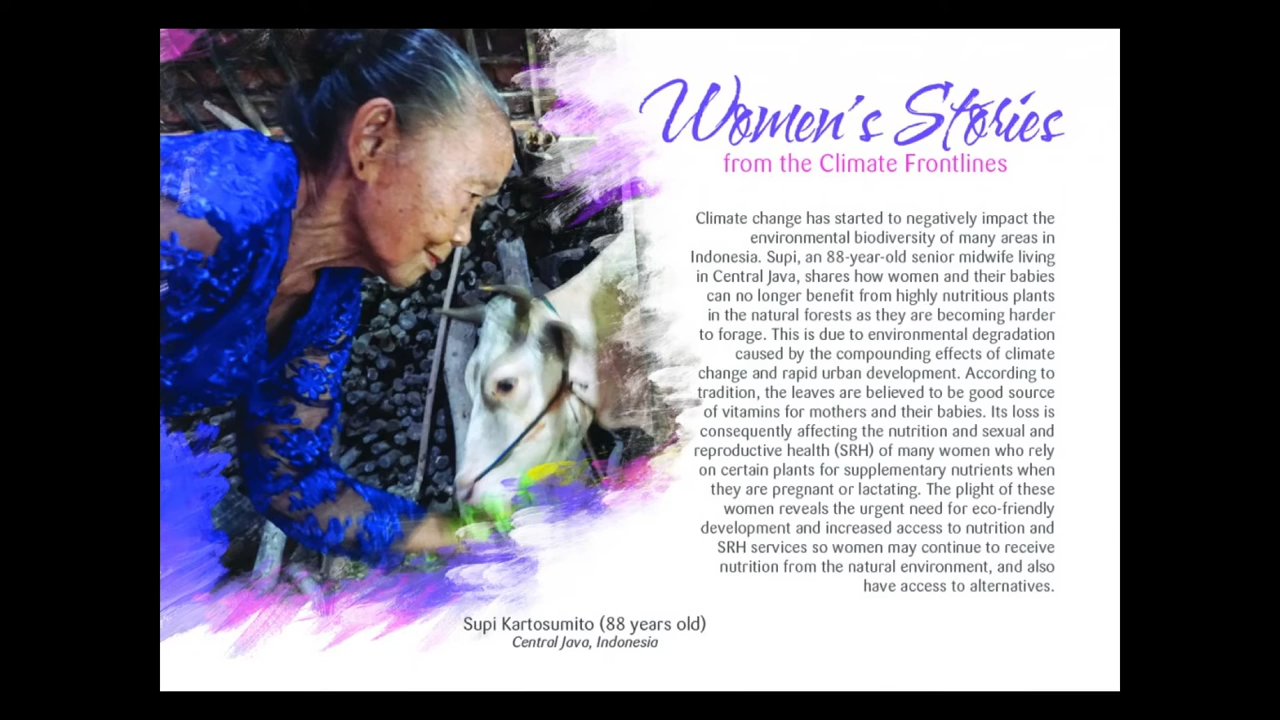 Women's Stories
from the Climate Frontlines
Climate change has started to negatively impact the
environmental biodiversity of many areas in
Indonesia. Supi, an 88-year-old senior midwife living
in Central Java, shares how women and their babies
can no longer benefit from highly nutritious plants
in the natural forests as they are becoming harder
to forage. This is due to environmental degradation
caused by the compounding effects of climate
change and rapid urban development. According to
tradition, the leaves are believed to be good source
of vitamins for mothers and their babies. Its loss is
consequently affecting the nutrition and sexual and
reproductive health (SRH) of many women who rely
on certain plants for supplementary nutrients when
they are pregnant or lactating. The plight of these
women reveals the urgent need for eco-friendly
development and increased access to nutrition and
SRH services so women may continue to receive
nutrition from the natural environment, and also
have access to alternatives.
Supi Kartosumito (88 years old)
Central Java, Indonesia